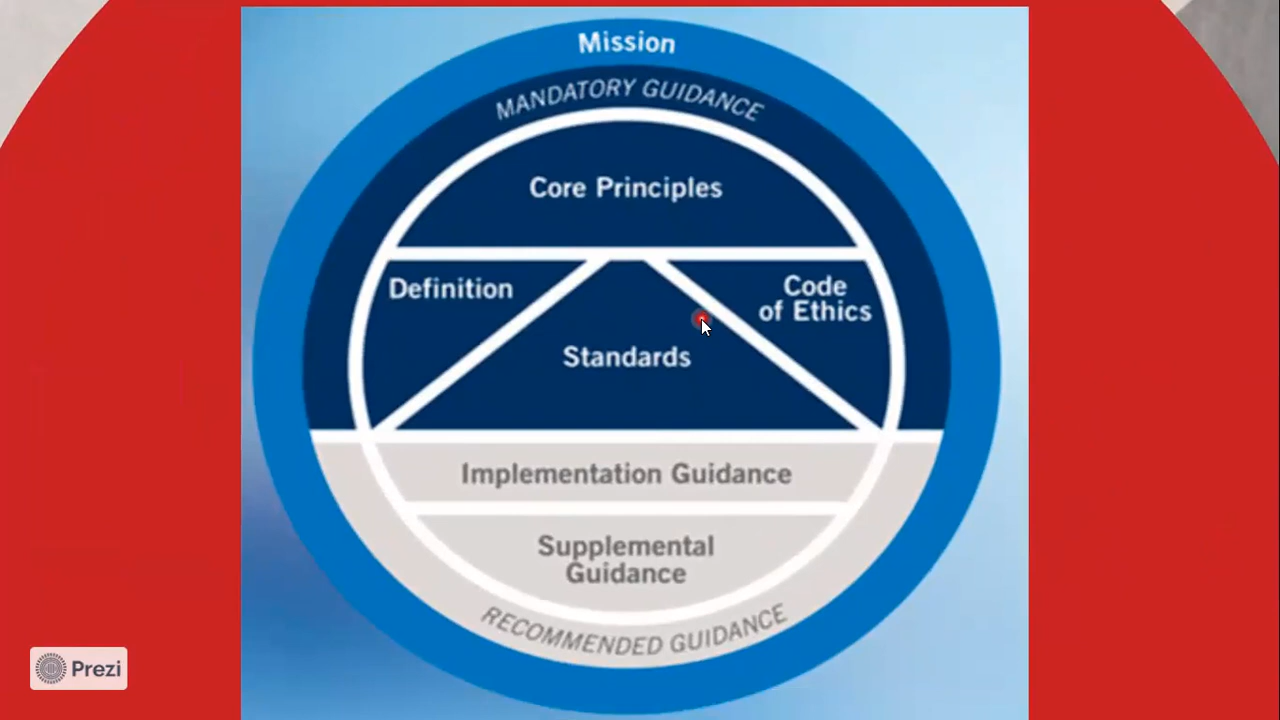 Mission
MANDATORY GUIDANCE
Core Principles
Definition
Code
of Ethics
Standards
Implementation Guidance
Supplemental
Guidance
RECOMMENDED GUIDANCE
Prezi